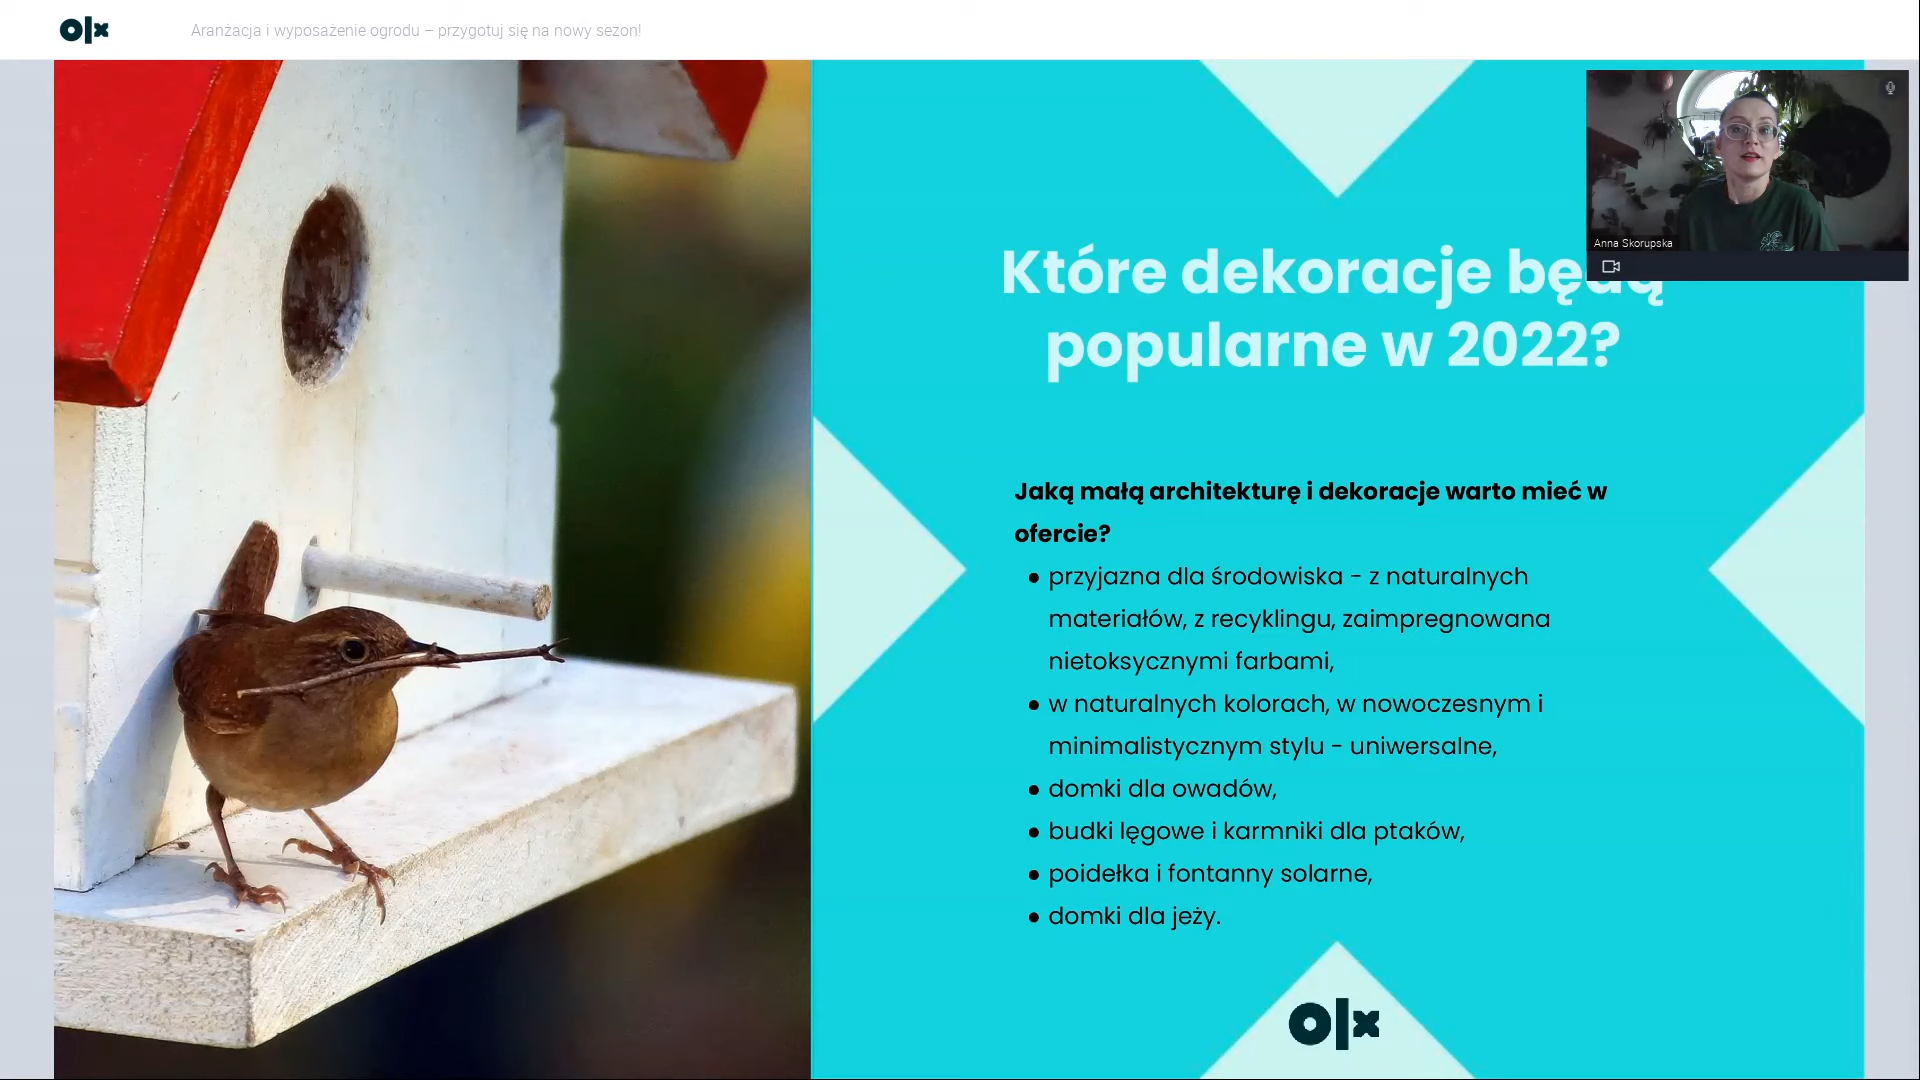 olx
Aranżacja i wyposażenie ogrodu – przygotuj się na nowy sezon!
Anna Skorupska
Które dekoracje będą
popularne w 2022?
Jaką małą architekturę i dekoracje warto mieć w
ofercie?
• przyjazna dla środowiska - z naturalnych
materiałów, z recyklingu, zaimpregnowana
nietoksycznymi farbami,
• w naturalnych kolorach, w nowoczesnym i
minimalistycznym stylu - uniwersalne,
• domki dla owadów,
• budki lęgowe i karmniki dla ptaków,
• poidełka i fontanny solarne,
• domki dla jeży.
olx